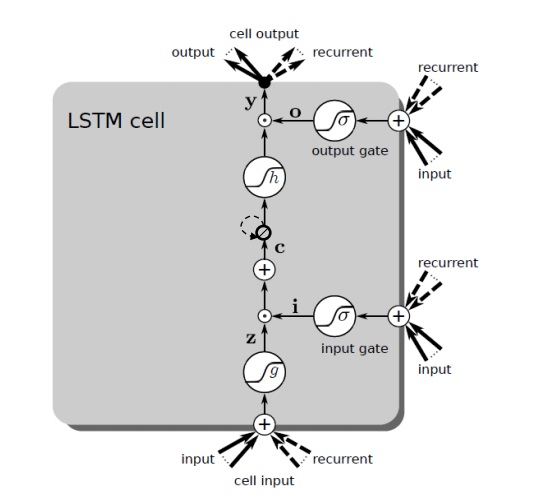 cell output
output
recurrent
recurrent
y
o
σ
+
LSTM cell
output gate
input
h
c
+
recurrent
i
σ
+
z
input gate
input
g
+
input
recurrent
cell input